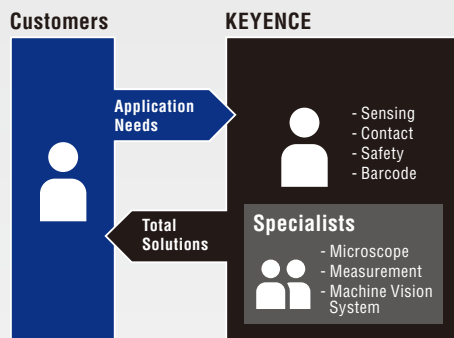 Customers
KEYENCE
Application
Needs
- Sensing
- Contact
- Safety
- Barcode
Total
Solutions
Specialists
- Microscope
- Measurement
- Machine Vision
System